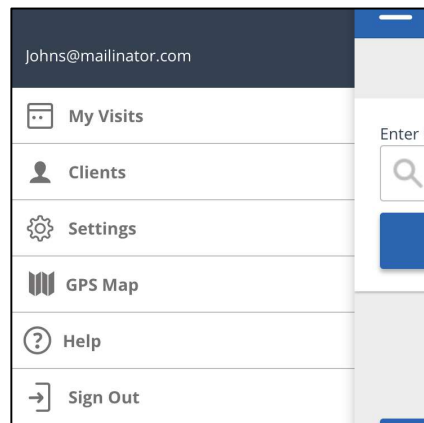 Johns@mailinator.com
My Visits
Clients
Settings
GPS Map
Help
Sign Out
Enter